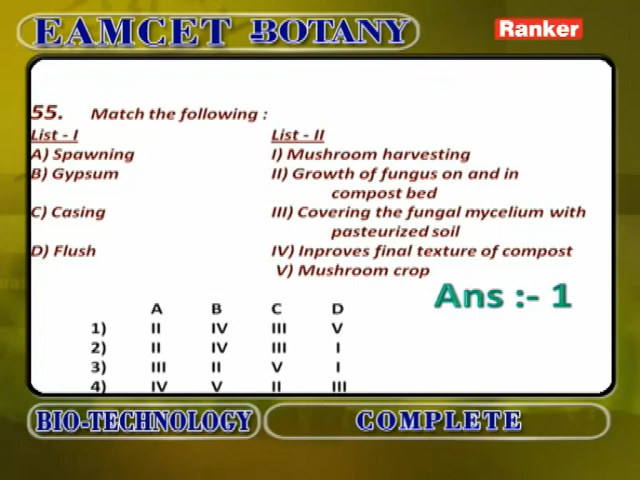 EAMCET BOTANY
Ranker
55. Match the following :
List - I List - II
A) Spawning I) Mushroom harvesting
B) Gypsum II) Growth of fungus on and in
compost bed
C) Casing III) Covering the fungal mycelium with
pasteurized soil
D) Flush IV) Inproves final texture of compost
V) Mushroom crop
Ans :- 1
A B C D
1) II IV III V
2) II IV III I
3) III II V I
4) IV V II III
BIO-TECHNOLOGY COMPLETE